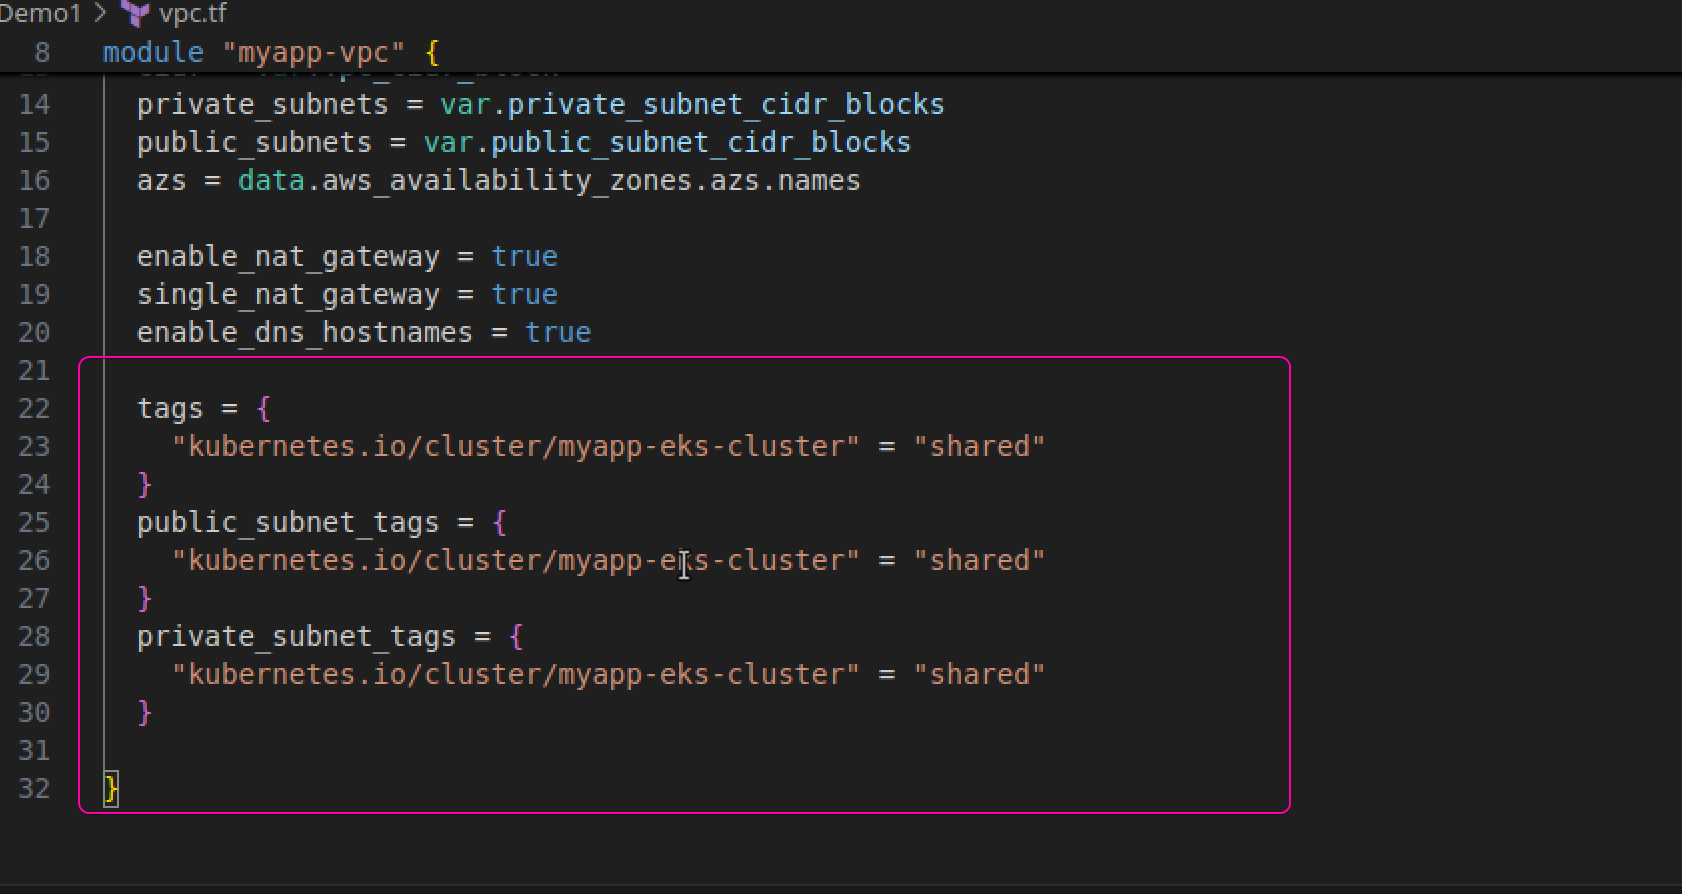 Demo1 > vpc.tf
8 module "myapp-vpc" {
14 private_subnets = var.private_subnet_cidr_blocks
15 public_subnets = var.public_subnet_cidr_blocks
16 azs = data.aws_availability_zones.azs.names
17
18 enable_nat_gateway = true
19 single_nat_gateway = true
20 enable_dns_hostnames = true
21
22 tags = {
23 "kubernetes.io/cluster/myapp-eks-cluster" = "shared"
24 }
25 public_subnet_tags = {
26 "kubernetes.io/cluster/myapp-eks-cluster" = "shared"
27 }
28 private_subnet_tags = {
29 "kubernetes.io/cluster/myapp-eks-cluster" = "shared"
30 }
31
32 }